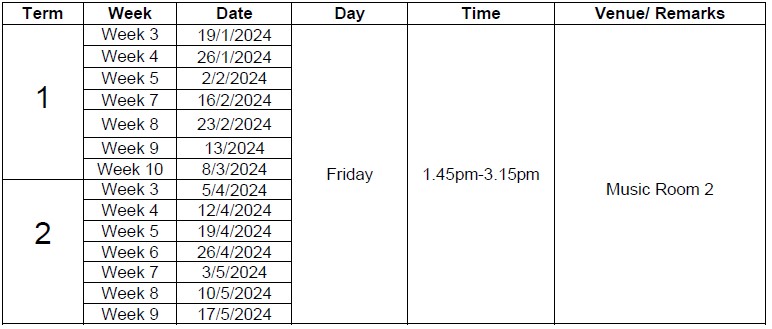 Term Week Date Day Time Venue/ Remarks
1
Week 3 19/1/2024
Week 4 26/1/2024
Week 5 2/2/2024
Week 7 16/2/2024
Week 8 23/2/2024
Week 9 13/2024
Week 10 8/3/2024
2
Week 3 5/4/2024
Week 4 12/4/2024
Week 5 19/4/2024
Week 6 26/4/2024
Week 7 3/5/2024
Week 8 10/5/2024
Week 9 17/5/2024
Friday
1.45pm-3.15pm
Music Room 2